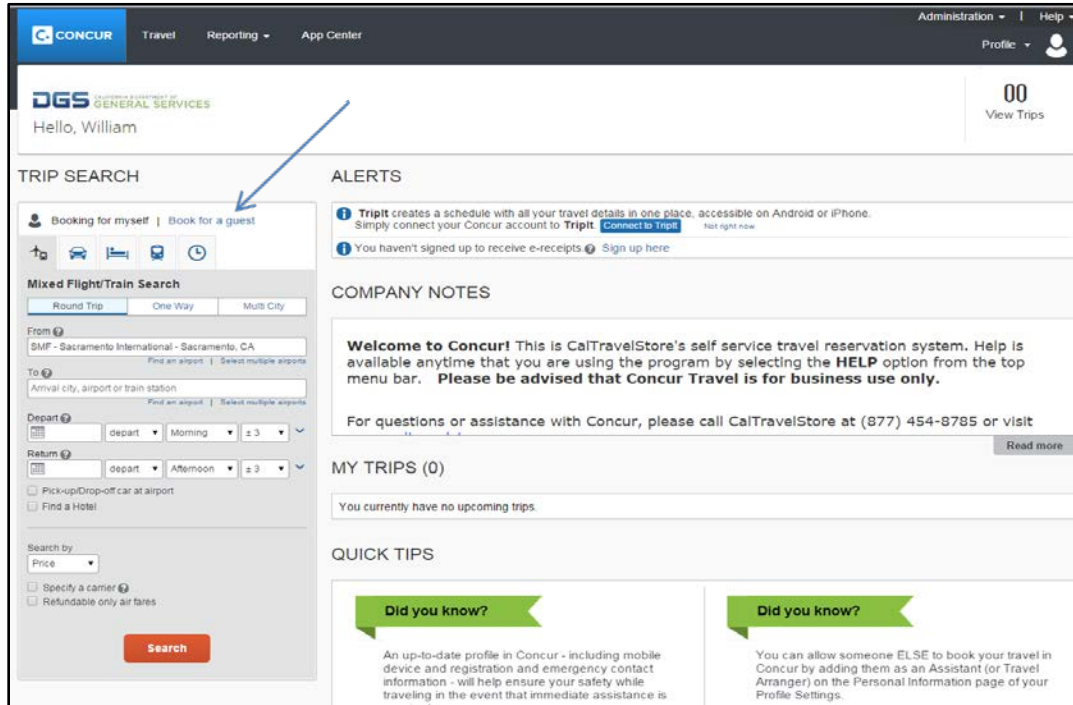 Administration | Help
C. CONCUR Travel Reporting App Center
Profile
DGS CALIFORNIA DEPARTMENT OF
GENERAL SERVICES
Hello, William
00
View Trips
TRIP SEARCH
Booking for myself | Book for a guest
Mixed Flight/Train Search
Round Trip One Way Multi City
From ?
SMF - Sacramento International - Sacramento, CA
Find an airport | Select multiple airports
To ?
Arrival city, airport or train station
Find an airport | Select multiple airports
Depart ?
depart Morning ± 3
Return ?
depart Afternoon ± 3
Pick-up/Drop-off car at airport
Find a Hotel
Search by
Price
Specify a carrier ?
Refundable only air fares
Search
ALERTS
TripIt creates a schedule with all your travel details in one place, accessible on Android or iPhone.
Simply connect your Concur account to TripIt. Connect to TripIt Not right now
You haven't signed up to receive e-receipts. ? Sign up here
COMPANY NOTES
Welcome to Concur! This is CalTravelStore's self service travel reservation system. Help is
available anytime that you are using the program by selecting the HELP option from the top
menu bar. Please be advised that Concur Travel is for business use only.
For questions or assistance with Concur, please call CalTravelStore at (877) 454-8785 or visit
Read more
MY TRIPS (0)
You currently have no upcoming trips.
QUICK TIPS
Did you know?
An up-to-date profile in Concur - including mobile
device and registration and emergency contact
information - will help ensure your safety while
traveling in the event that immediate assistance is
Did you know?
You can allow someone ELSE to book your travel in
Concur by adding them as an Assistant (or Travel
Arranger) on the Personal Information page of your
Profile Settings.